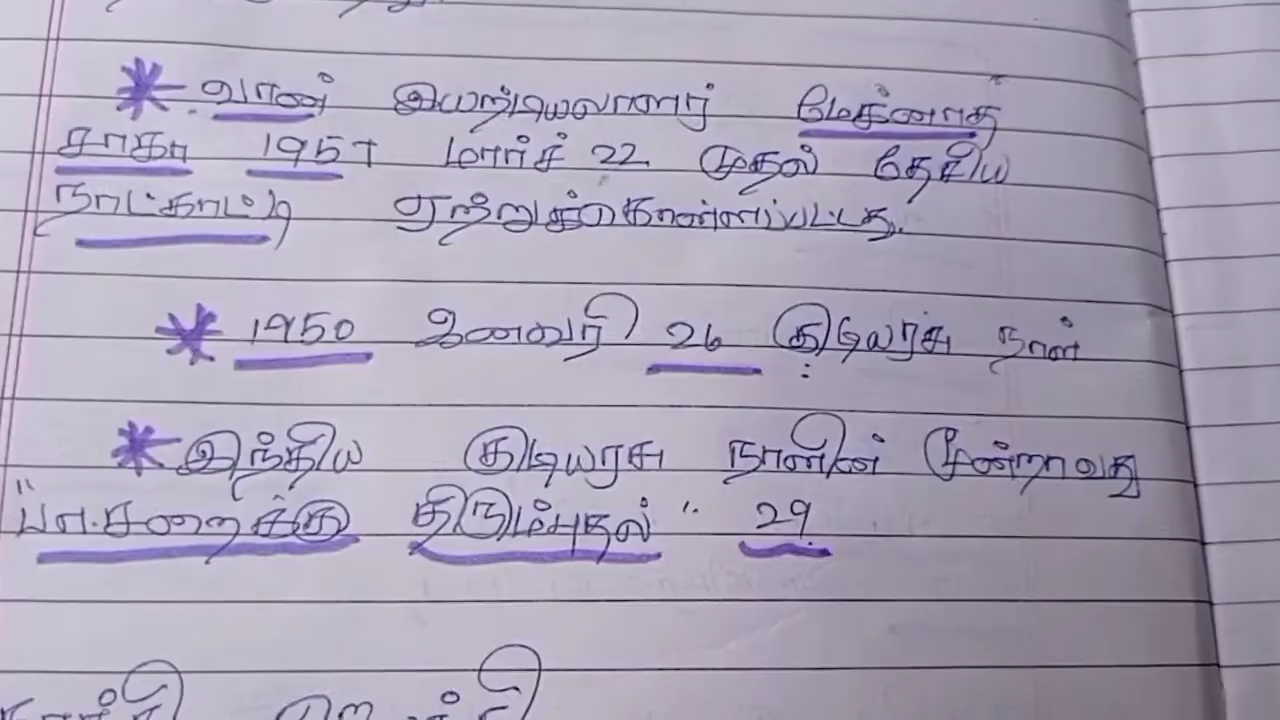 * வான் இயற்பியலாளர் மேக்னாத்
சாகா 1957 மார்ச் 22 முதல் தேசிய
நாட்காட்டி ஏற்றுக்கொள்ளப்பட்டது.
* 1950 ஜனவரி 26 குடியரசு நாள்
* இந்திய குடியரசு நாளின் மூன்றாவது
"பாசறைக்கு திரும்புதல்" 29